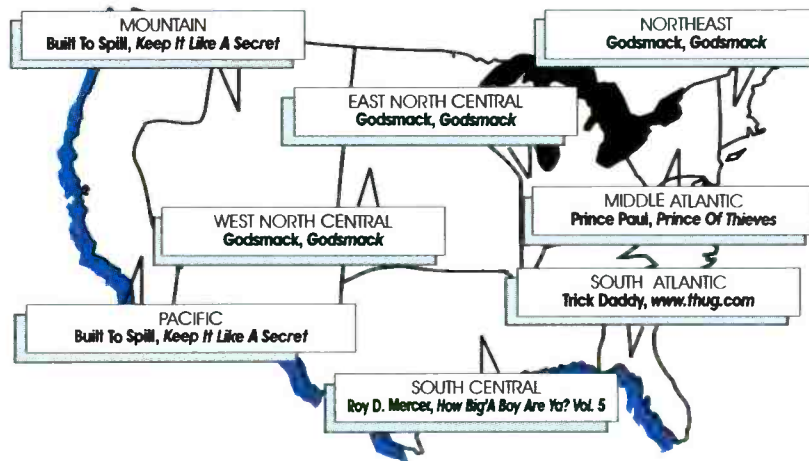 MOUNTAIN
Built To Spill, Keep It Like A Secret
NORTHEAST
Godsmack, Godsmack
EAST NORTH CENTRAL
Godsmack, Godsmack
MIDDLE ATLANTIC
Prince Paul, Prince Of Thieves
WEST NORTH CENTRAL
Godsmack, Godsmack
SOUTH ATLANTIC
Trick Daddy, www.thug.com
PACIFIC
Built To Spill, Keep It Like A Secret
SOUTH CENTRAL
Roy D. Mercer, How Big'A Boy Are Ya? Vol. 5